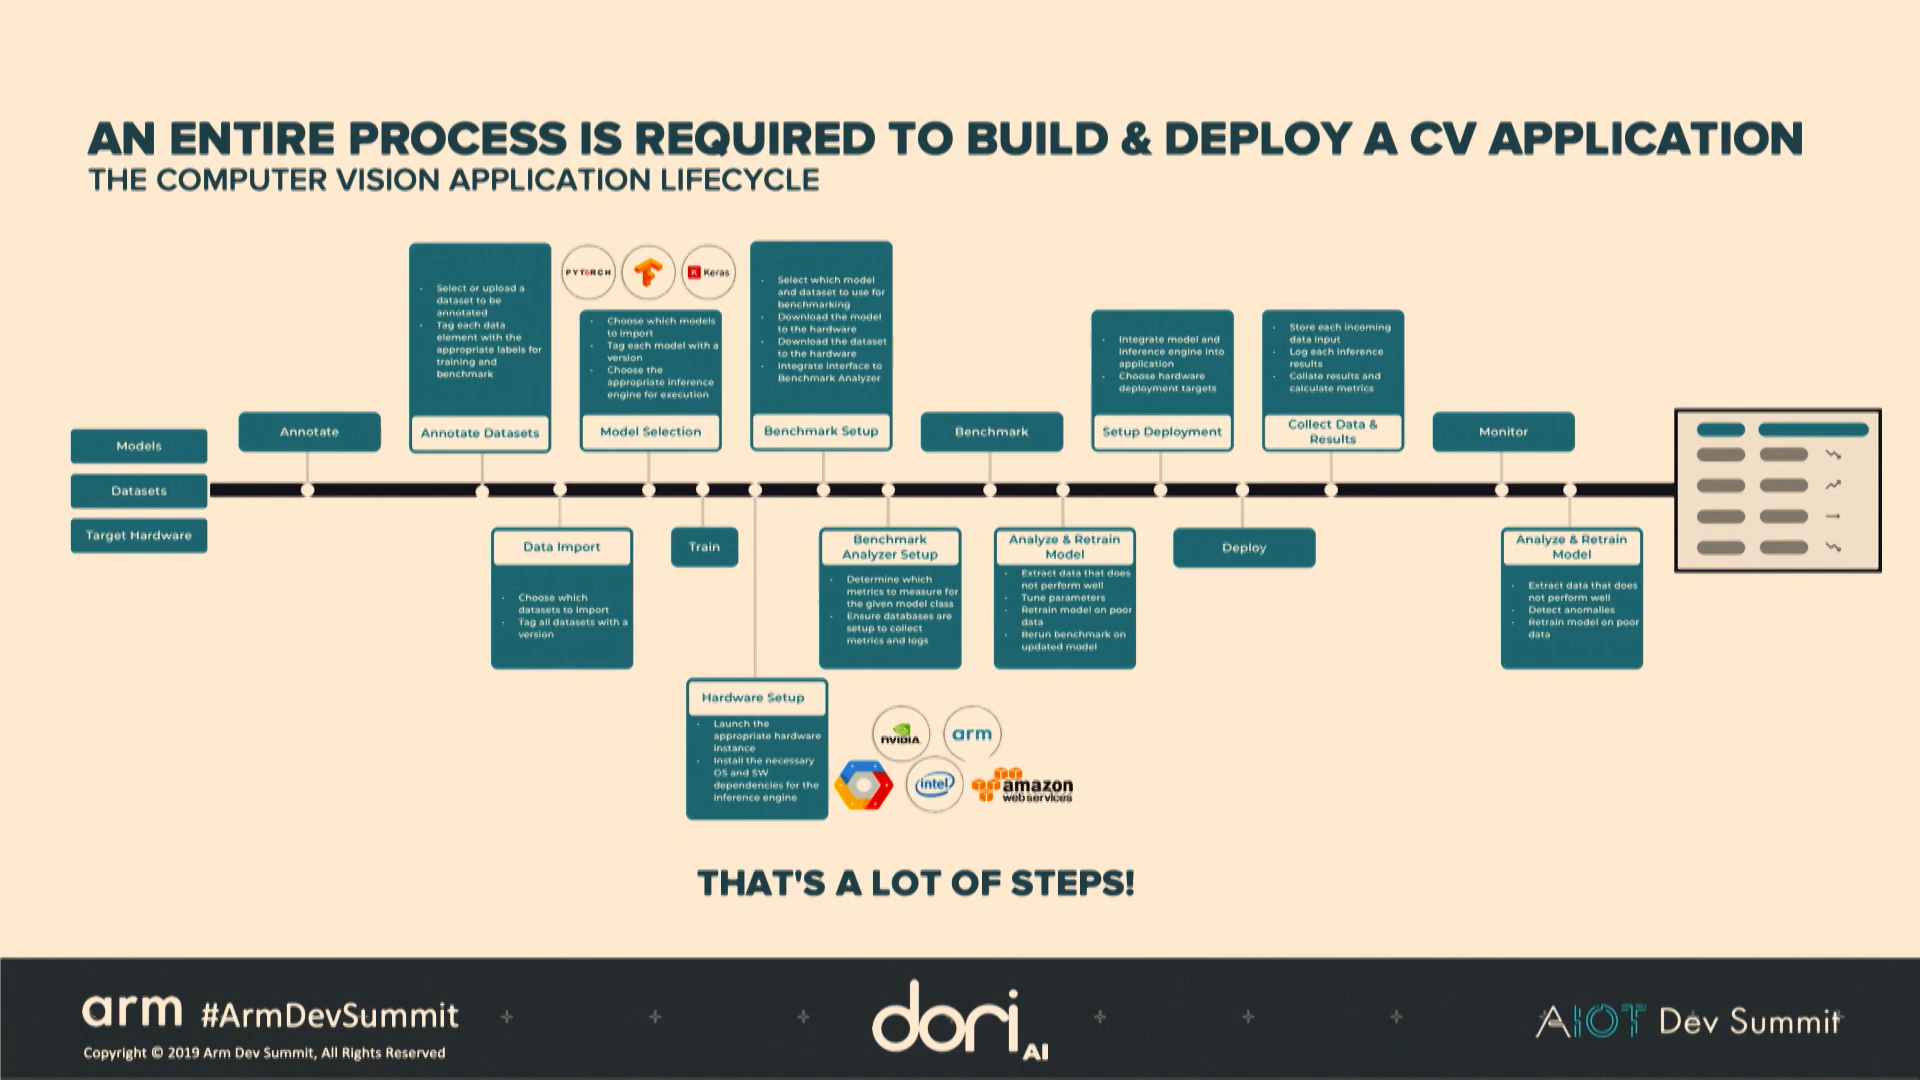 AN ENTIRE PROCESS IS REQUIRED TO BUILD & DEPLOY A CV APPLICATION
THE COMPUTER VISION APPLICATION LIFECYCLE
Models
Datasets
Target Hardware
Annotate
· Select or upload a
dataset to be
annotated
· Tag each data
element with the
appropriate labels for
training and
benchmark
Annotate Datasets
· Choose which
datasets to import
· Tag all datasets with a
version
Data Import
PYTORCH
Keras
· Choose which models
to import
· Tag each model with a
version
· Choose the
appropriate inference
engine for execution
Model Selection
Train
Hardware Setup
· Launch the
appropriate hardware
instance
· Install the necessary
OS and SW
dependencies for the
inference engine
NVIDIA
arm
intel
amazon
webservices
· Select which model
and dataset to use for
benchmarking
· Download the model
to the hardware
· Download the dataset
to the hardware
· Integrate interface to
Benchmark Analyzer
Benchmark Setup
Benchmark
Analyzer Setup
· Determine which
metrics to measure for
the given model class
· Ensure databases are
setup to collect
metrics and logs
Benchmark
Analyze & Retrain
Model
· Extract data that does
not perform well
· Tune parameters
· Retrain model on poor
data
· Rerun benchmark on
updated model
· Integrate model and
inference engine into
application
· Choose hardware
deployment targets
Setup Deployment
Deploy
· Store each incoming
data input
· Log each inference
results
· Collate results and
calculate metrics
Collect Data &
Results
Monitor
Analyze & Retrain
Model
· Extract data that does
not perform well
· Detect anomalies
· Retrain model on poor
data
THAT'S A LOT OF STEPS!
arm #ArmDevSummit
Copyright © 2019 Arm Dev Summit, All Rights Reserved
dori AI
AIOT Dev Summit